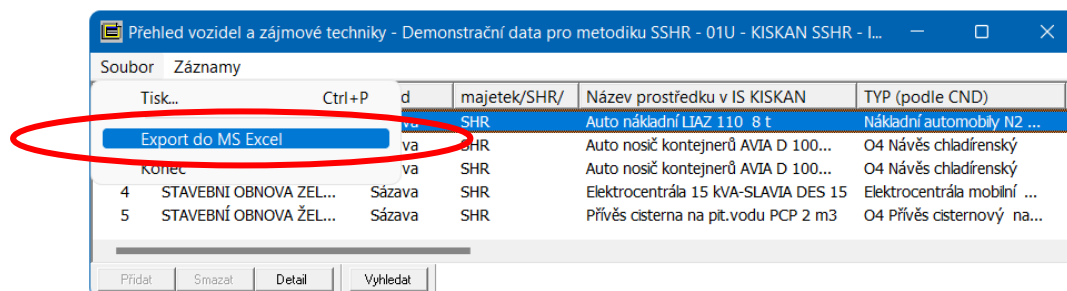 Přehled vozidel a zájmové techniky - Demonstrační data pro metodiku SSHR - 01U - KISKAN SSHR - I...
Soubor Záznamy
Tisk... Ctrl+P d majetek/SHR/ Název prostředku v IS KISKAN TYP (podle CND)
va SHR Auto nákladní LIAZ 110 8 t Nákladní automobily N2 ...
Export do MS Excel va SHR Auto nosič kontejnerů AVIA D 100... O4 Návěs chladírenský
Konec va SHR Auto nosič kontejnerů AVIA D 100... O4 Návěs chladírenský
4 STAVEBNÍ OBNOVA ŽEL... Sázava SHR Elektrocentrála 15 kVA-SLAVIA DES 15 Elektrocentrála mobilní ...
5 STAVEBNÍ OBNOVA ŽEL... Sázava SHR Přívěs cisterna na pit.vodu PCP 2 m3 O4 Přívěs cisternový na...
Přidat Smazat Detail Vyhledat